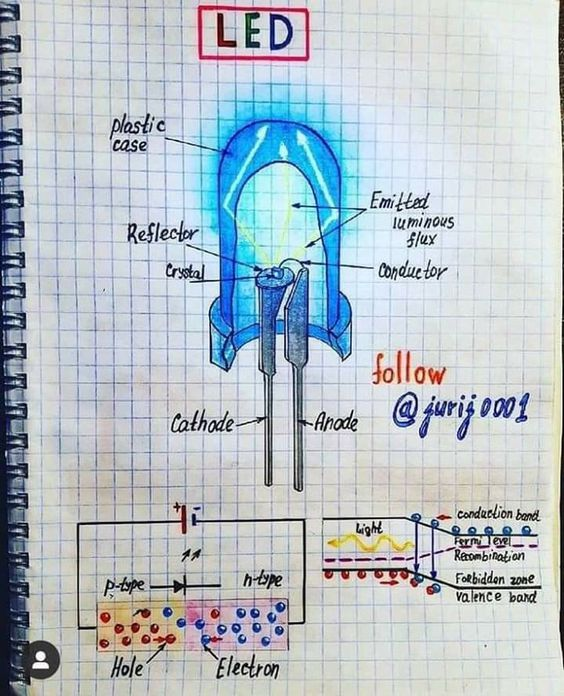 LED
plastic
case
Emitted
luminous
flux
Reflector
Crystal
conductor
follow
@jurij0001
Cathode
Anode
+ -
p-type
n-type
Hole
Electron
conduction band
Light
Fermi level
Recombination
Forbidden zone
valence band